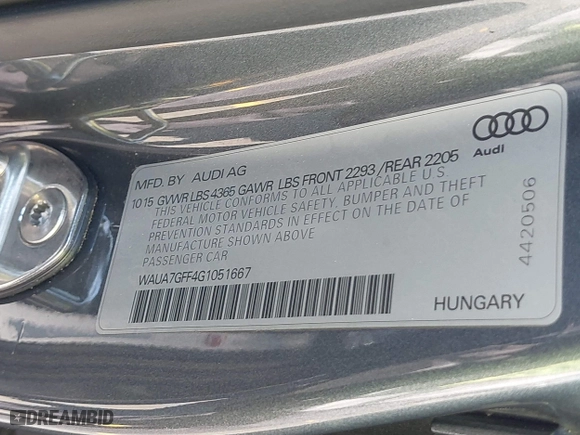 MFD. BY AUDI AG
10 15 GVWR LBS 4365 GAWR LBS FRONT 2293 / REAR 2205
THIS VEHICLE CONFORMS TO ALL APPLICABLE U.S.
FEDERAL MOTOR VEHICLE SAFETY, BUMPER AND THEFT
PREVENTION STANDARDS IN EFFECT ON THE DATE OF
MANUFACTURE SHOWN ABOVE
PASSENGER CAR
WAUA7GFF4G1051667
Audi
4420506
HUNGARY
DREAMBID